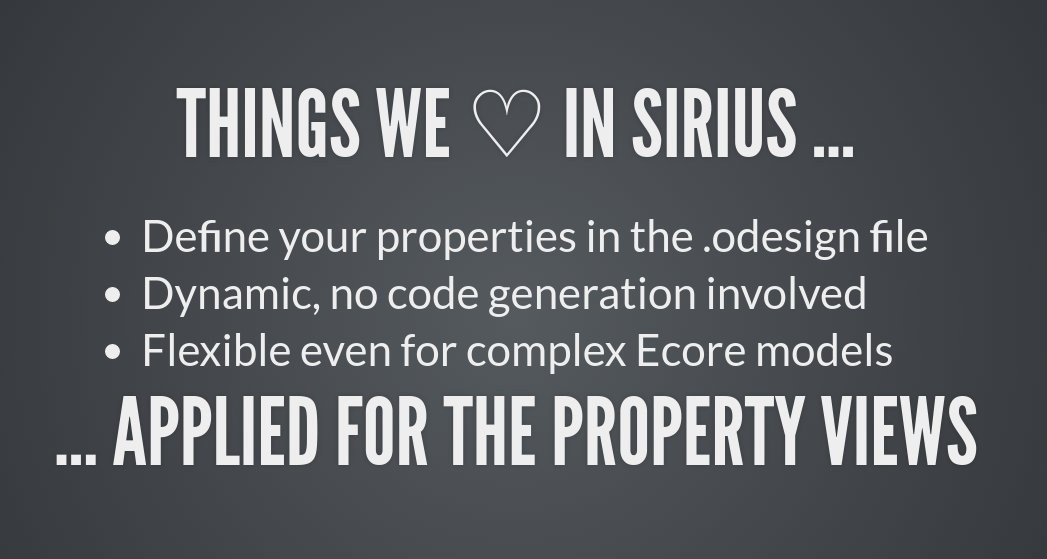 THINGS WE ♡ IN SIRIUS ...
• Define your properties in the .odesign file
• Dynamic, no code generation involved
• Flexible even for complex Ecore models
... APPLIED FOR THE PROPERTY VIEWS